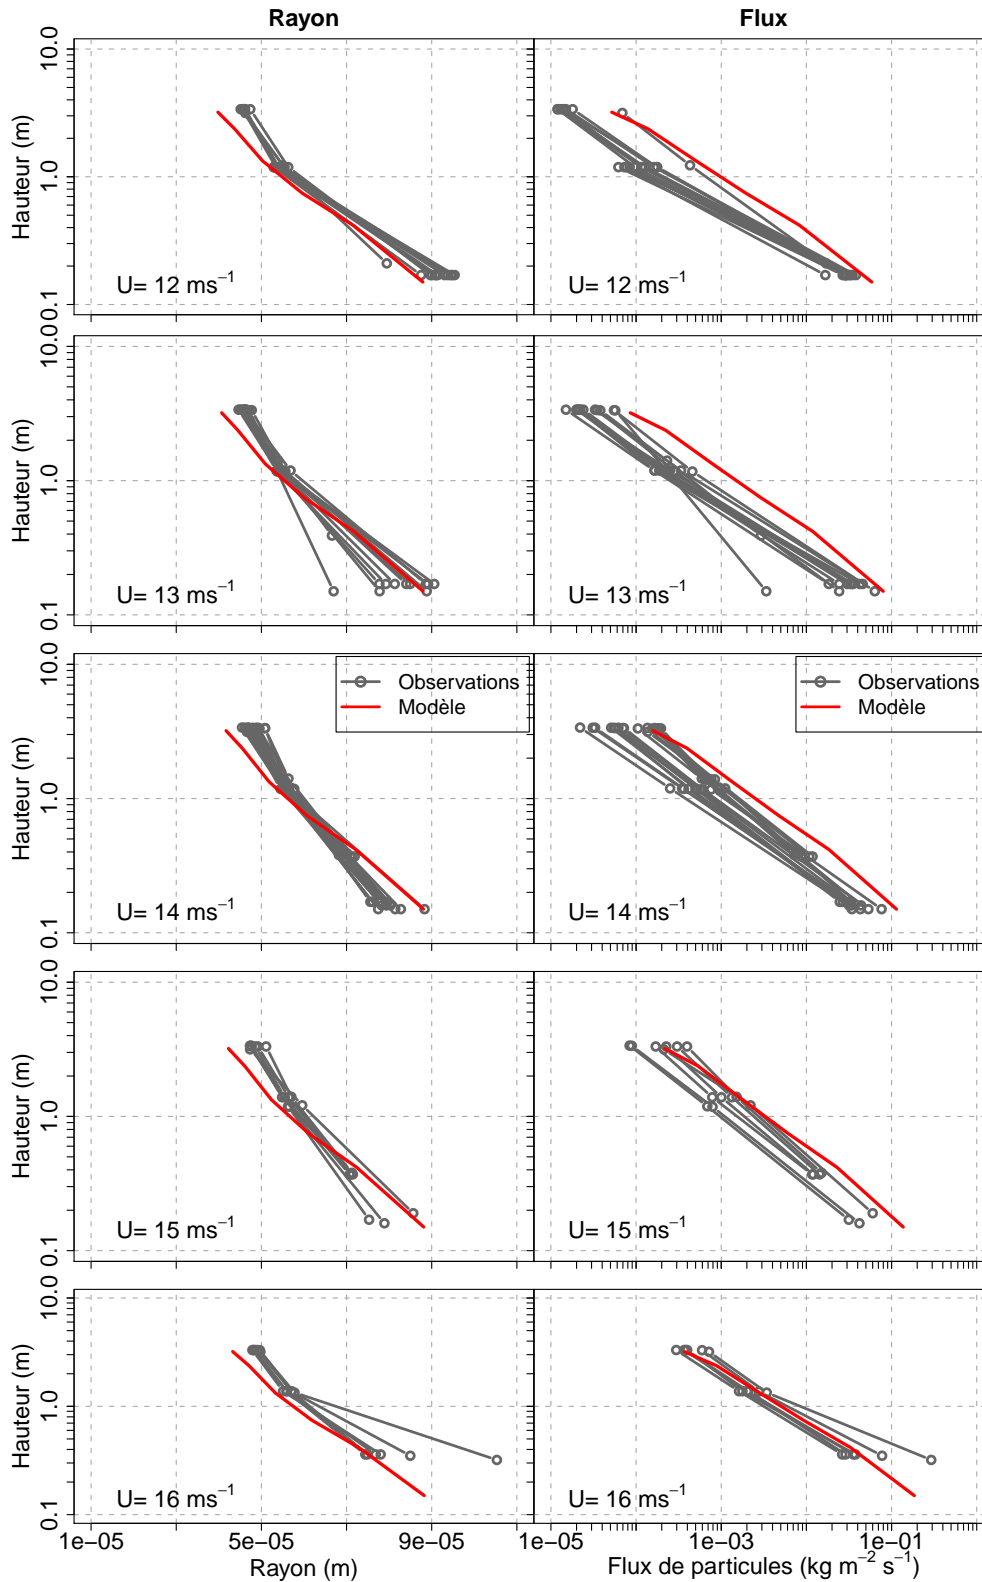 Rayon Flux
10.0
1.0
0.1
Hauteur (m)
U= 12 ms⁻¹ U= 12 ms⁻¹
10.0
1.0
0.1
Hauteur (m)
U= 13 ms⁻¹ U= 13 ms⁻¹
10.0
1.0
0.1
Hauteur (m)
Observations Observations
Modèle Modèle
U= 14 ms⁻¹ U= 14 ms⁻¹
10.0
1.0
0.1
Hauteur (m)
U= 15 ms⁻¹ U= 15 ms⁻¹
10.0
1.0
0.1
Hauteur (m)
U= 16 ms⁻¹ U= 16 ms⁻¹
1e−05 5e−05 9e−05 1e−05 1e−03 1e−01
Rayon (m) Flux de particules (kg m⁻² s⁻¹)